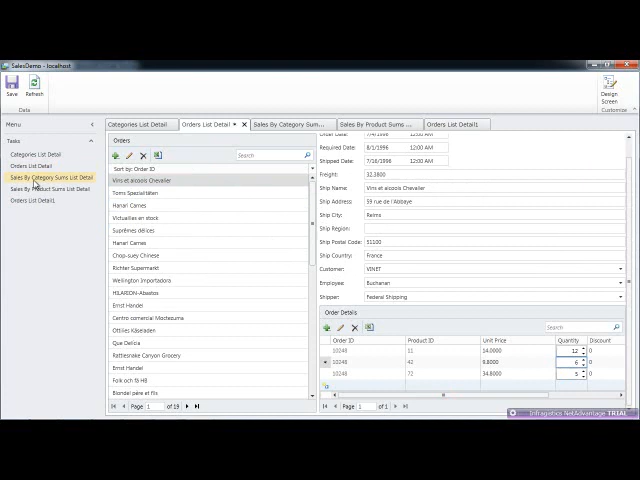 SalesDemo - localhost
Save
Refresh
Data
Design
Screen
Customize
Menu
Tasks
Categories List Detail
Orders List Detail
Sales By Category Sums List Detail
Sales By Product Sums List Detail
Orders List Detail1
Categories List Detail
Orders List Detail *
Sales By Category Sum...
Sales By Product Sums ...
Orders List Detail1
Orders
Search
Sort by: Order ID
Vins et alcools Chevalier
Toms Spezialitäten
Hanari Carnes
Victuailles en stock
Suprêmes délices
Hanari Carnes
Chop-suey Chinese
Richter Supermarkt
Wellington Importadora
HILARION-Abastos
Ernst Handel
Centro comercial Moctezuma
Ottilies Käseladen
Que Delícia
Rattlesnake Canyon Grocery
Ernst Handel
Folk och fä HB
Blondel père et fils
Page 1 of 19
Order Date: 7/4/1996 12:00 AM
Required Date: 8/1/1996 12:00 AM
Shipped Date: 7/16/1996 12:00 AM
Freight: 32.3800
Ship Name: Vins et alcools Chevalier
Ship Address: 59 rue de l'Abbaye
Ship City: Reims
Ship Region:
Ship Postal Code: 51100
Ship Country: France
Customer: VINET
Employee: Buchanan
Shipper: Federal Shipping
Order Details
Search
Order ID Product ID Unit Price Quantity Discount
10248 11 14.0000 12 0
10248 42 9.8000 6 0
10248 72 34.8000 5 0
Page 1 of 1
Infragistics NetAdvantage TRIAL